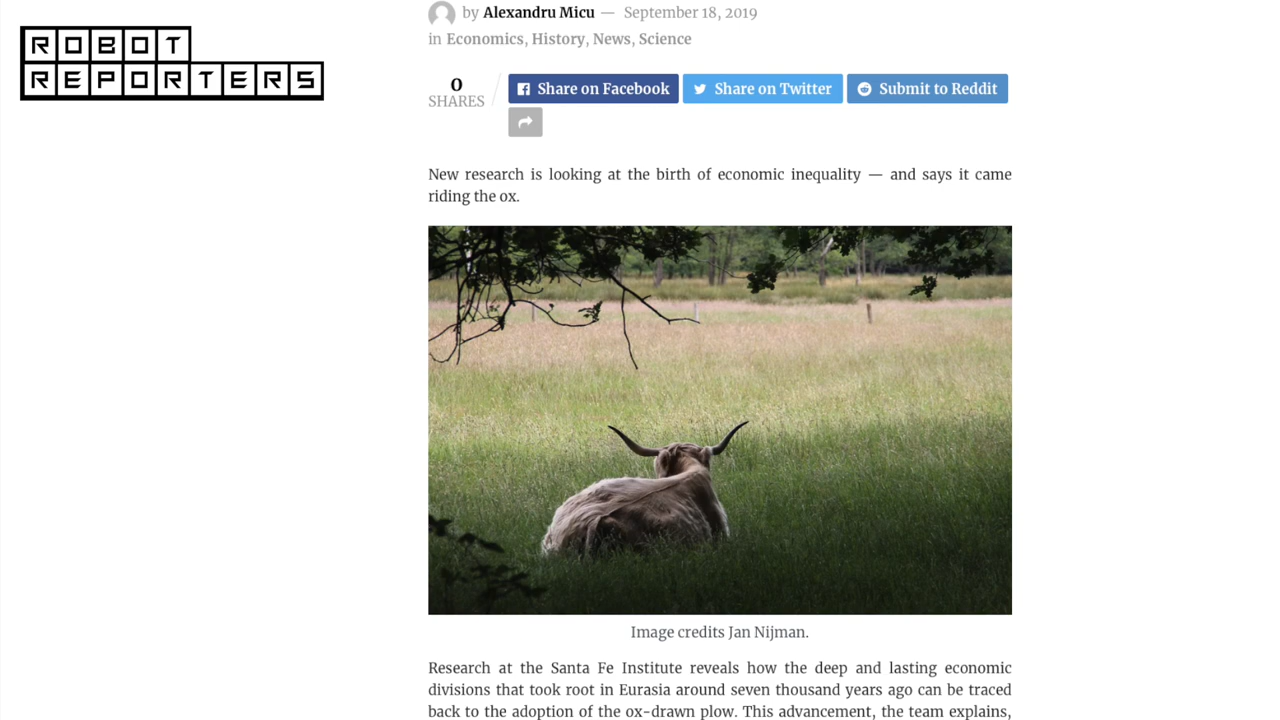 ROBOT
REPORTERS
by Alexandru Micu — September 18, 2019
in Economics, History, News, Science
0
SHARES
Share on Facebook
Share on Twitter
Submit to Reddit
New research is looking at the birth of economic inequality — and says it came
riding the ox.
Image credits Jan Nijman.
Research at the Santa Fe Institute reveals how the deep and lasting economic
divisions that took root in Eurasia around seven thousand years ago can be traced
back to the adoption of the ox-drawn plow. This advancement, the team explains,